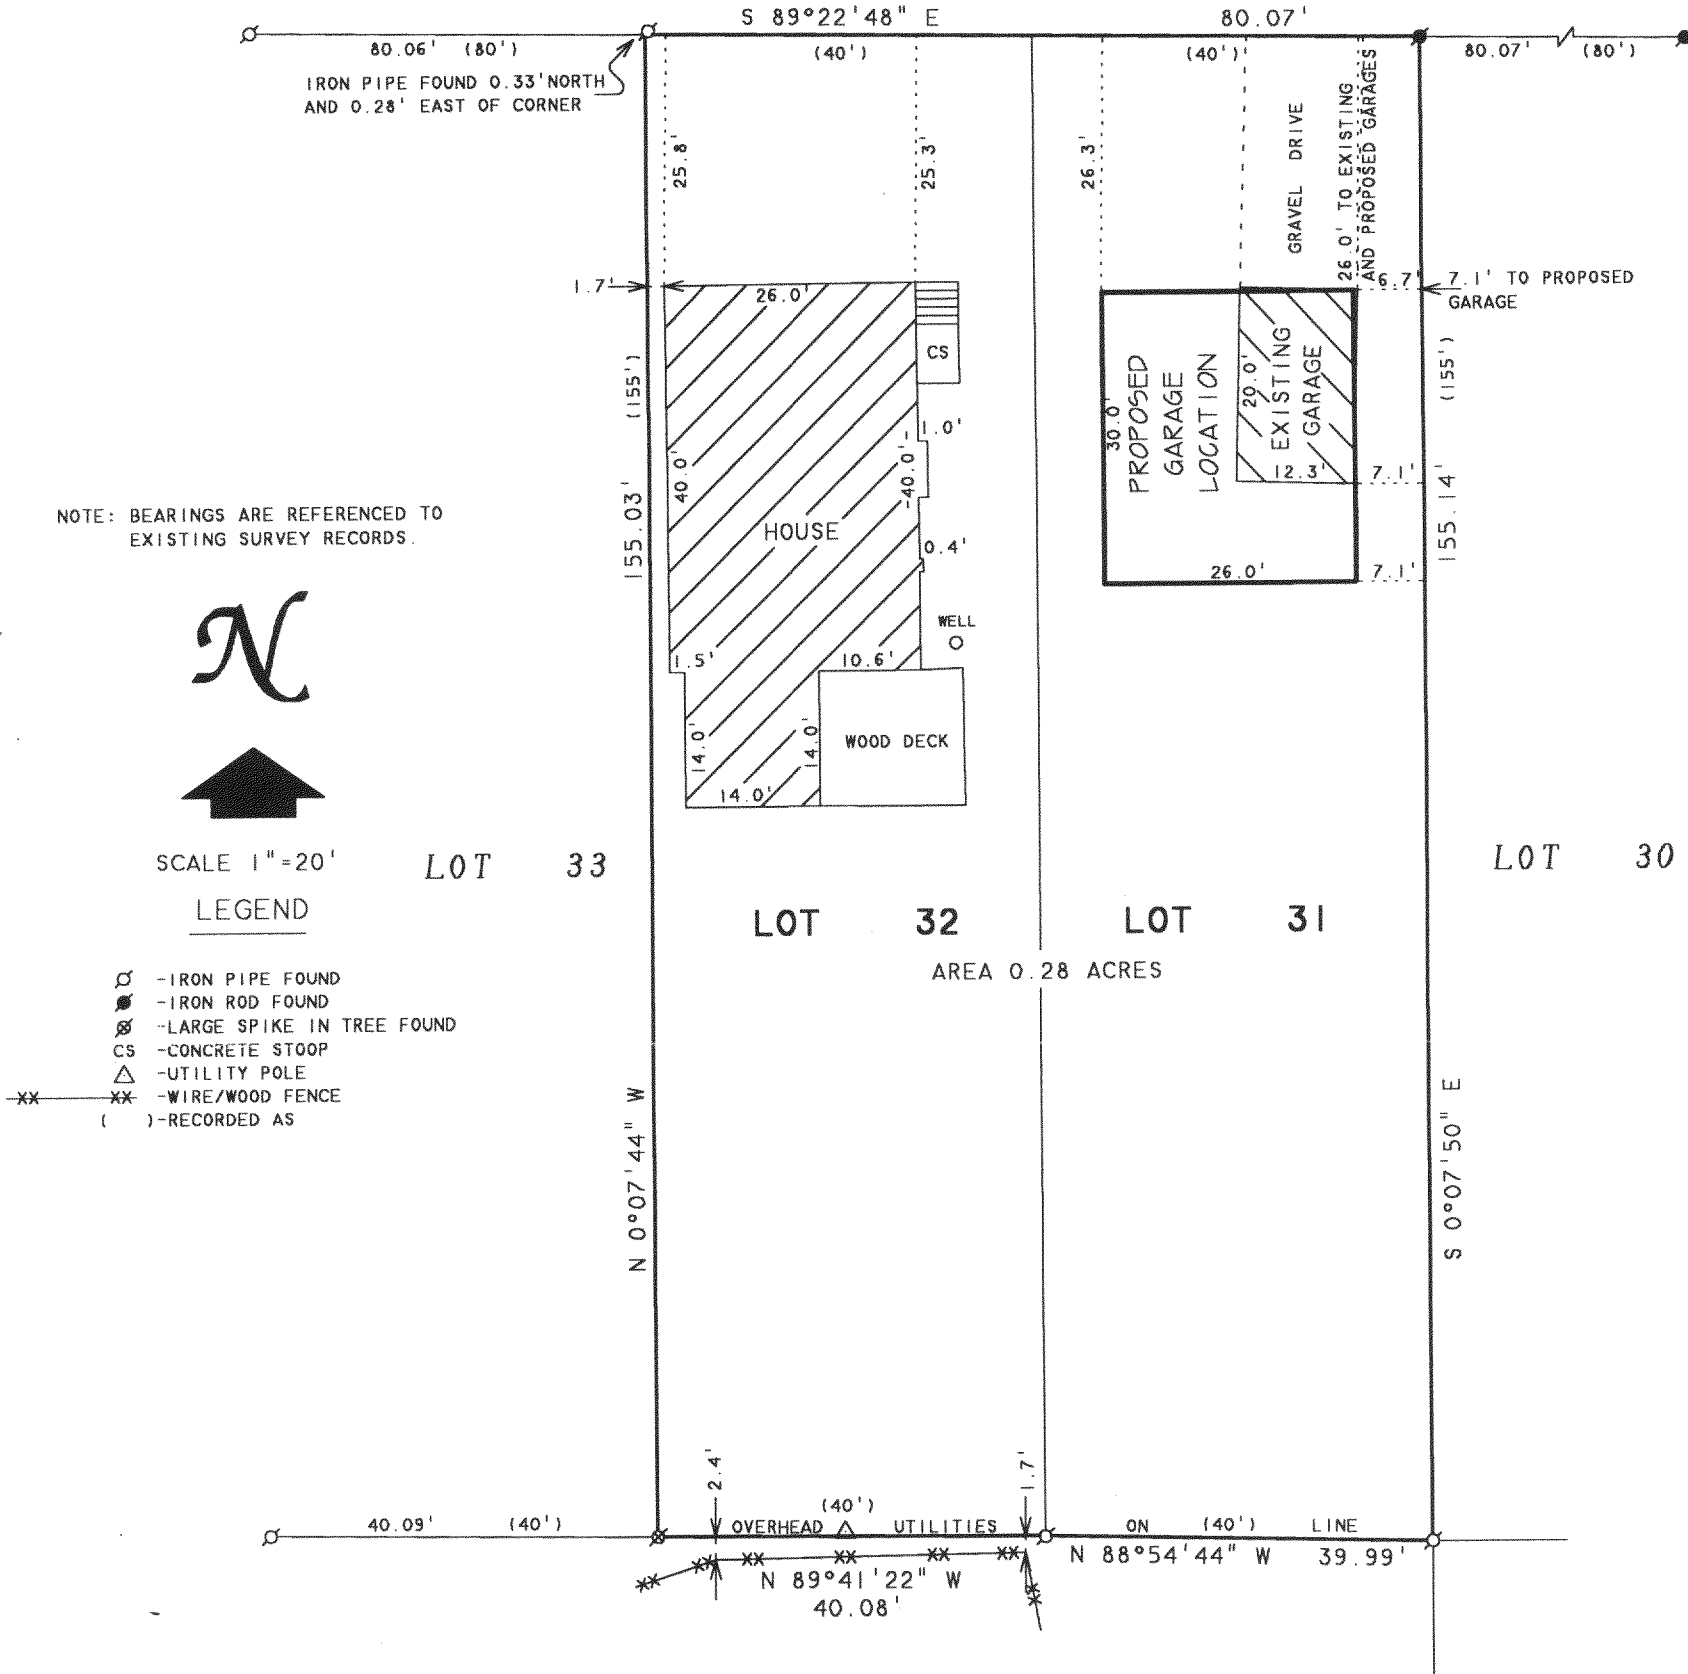 S 89°22'48" E 80.07'
80.06' (80') (40') (40') 80.07' (80')
IRON PIPE FOUND 0.33'NORTH
AND 0.28' EAST OF CORNER
25.8'
25.3'
26.3'
GRAVEL DRIVE
26.0' TO EXISTING
AND PROPOSED GARAGES
1.7'
26.0'
6.7'
7.1' TO PROPOSED
GARAGE
CS
1.0'
(155')
155.03'
40.0'
40.0'
HOUSE
0.4'
WELL
1.5'
10.6'
14.0'
14.0'
14.0'
WOOD DECK
30.0'
PROPOSED
GARAGE
LOCATION
20.0'
EXISTING
GARAGE
12.3'
7.1'
26.0'
7.1'
(155')
155.14'
NOTE: BEARINGS ARE REFERENCED TO
EXISTING SURVEY RECORDS.
N
SCALE 1"=20'
LOT 33
LOT 32
LOT 31
LOT 30
AREA 0.28 ACRES
LEGEND
-IRON PIPE FOUND
-IRON ROD FOUND
-LARGE SPIKE IN TREE FOUND
CS -CONCRETE STOOP
-UTILITY POLE
XX XX -WIRE/WOOD FENCE
( )-RECORDED AS
N 0°07'44" W
S 0°07'50" E
2.4'
1.7'
40.09' (40')
(40')
OVERHEAD UTILITIES ON (40') LINE
N 88°54'44" W 39.99'
N 89°41'22" W
40.08'